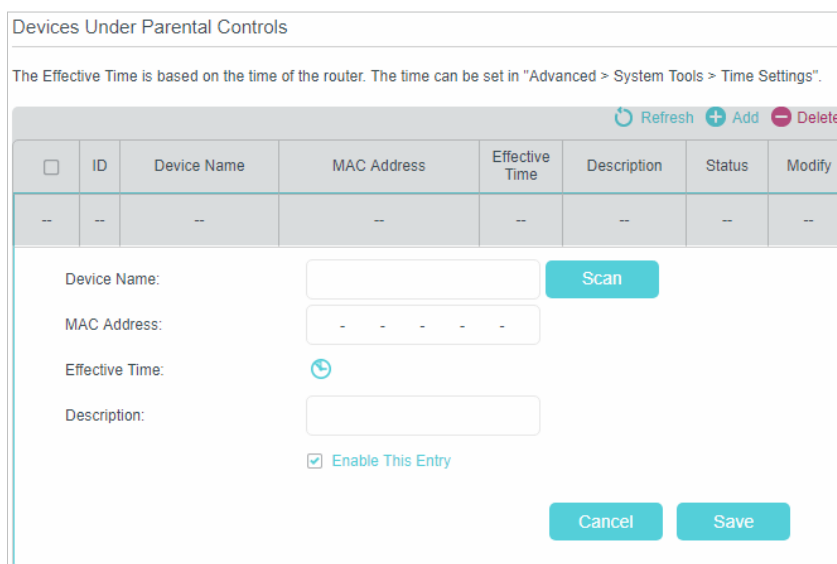 Devices Under Parental Controls
The Effective Time is based on the time of the router. The time can be set in "Advanced > System Tools > Time Settings".
Refresh Add Delete
ID Device Name MAC Address Effective Time Description Status Modify
-- -- -- -- -- -- -- --
Device Name: Scan
MAC Address: - - - - -
Effective Time:
Description:
Enable This Entry
Cancel Save